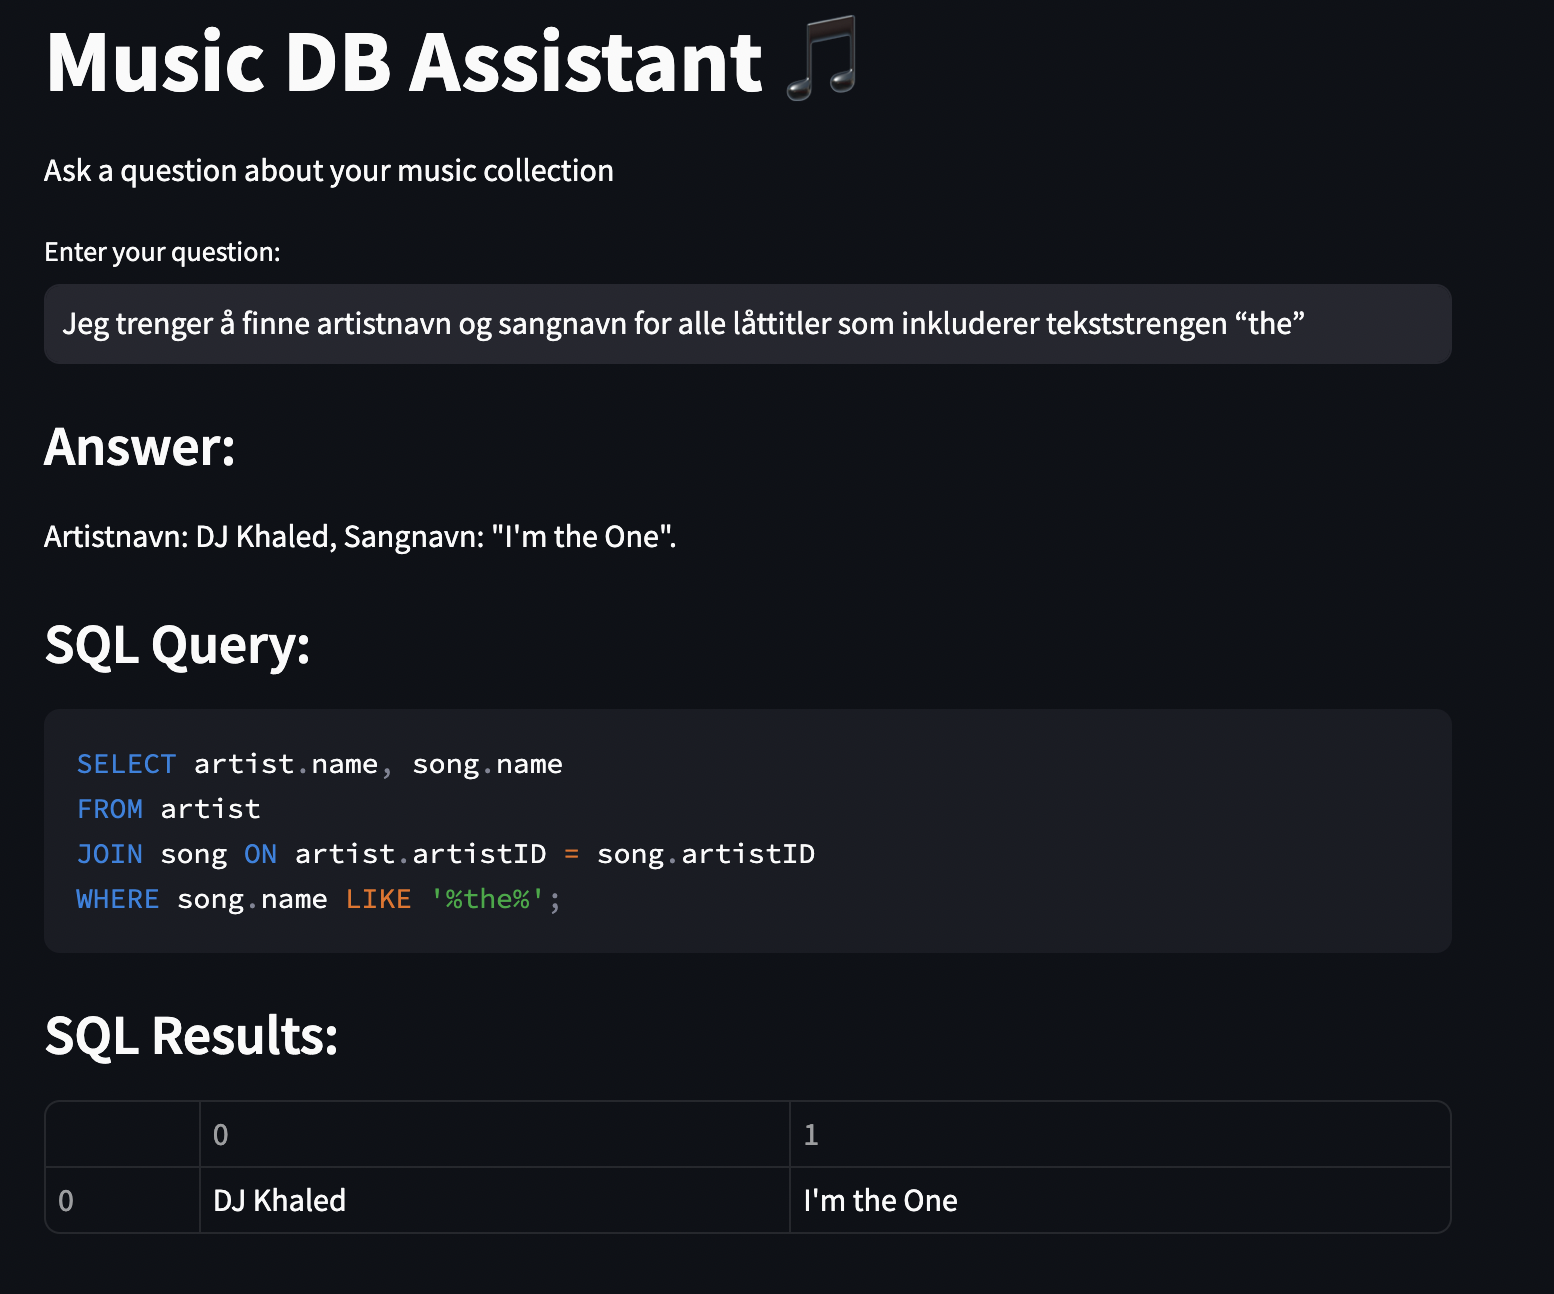 Music DB Assistant 🎵
Ask a question about your music collection
Enter your question:
Jeg trenger å finne artistnavn og sangnavn for alle låttitler som inkluderer tekststrengen “the”
Answer:
Artistnavn: DJ Khaled, Sangnavn: "I'm the One".
SQL Query:
SELECT artist.name, song.name
FROM artist
JOIN song ON artist.artistID = song.artistID
WHERE song.name LIKE '%the%';
SQL Results:
0 1
0 DJ Khaled I'm the One